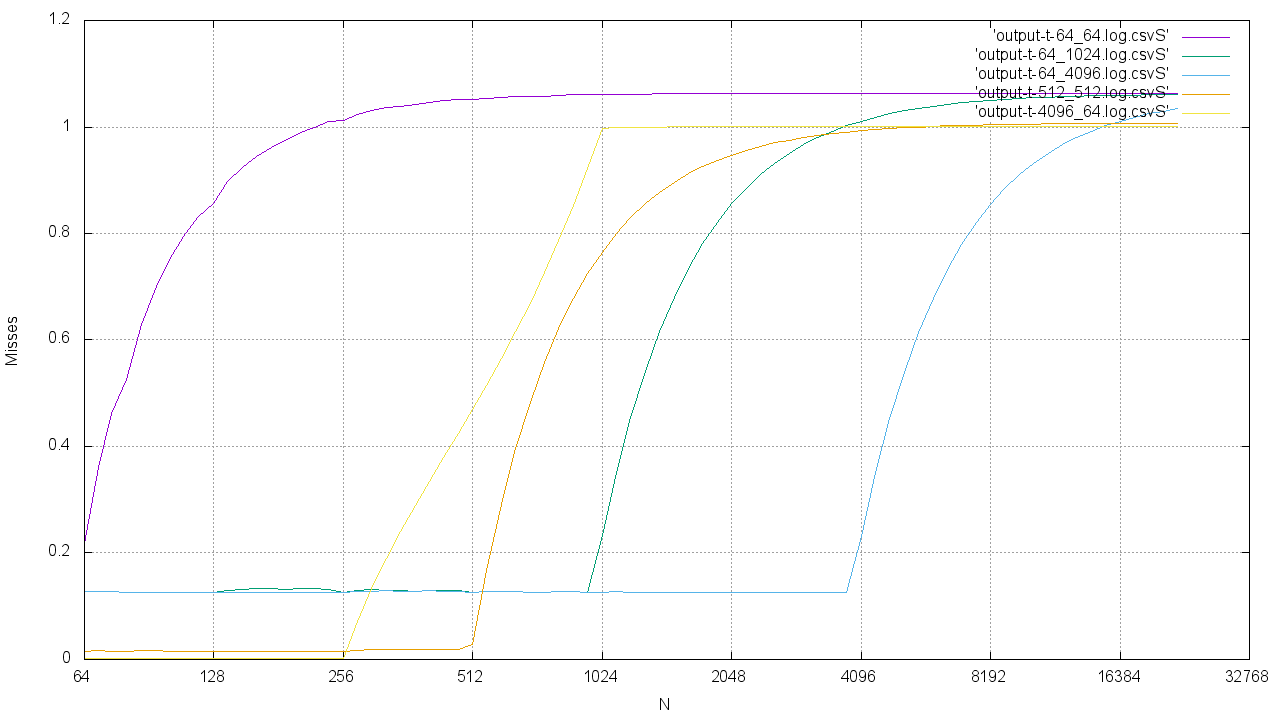 1.2
1
0.8
0.6
0.4
0.2
0
Misses
'output-t-64_64.log.csvS'
'output-t-64_1024.log.csvS'
'output-t-64_4096.log.csvS'
'output-t-512_512.log.csvS'
'output-t-4096_64.log.csvS'
64 128 256 512 1024 2048 4096 8192 16384 32768
N